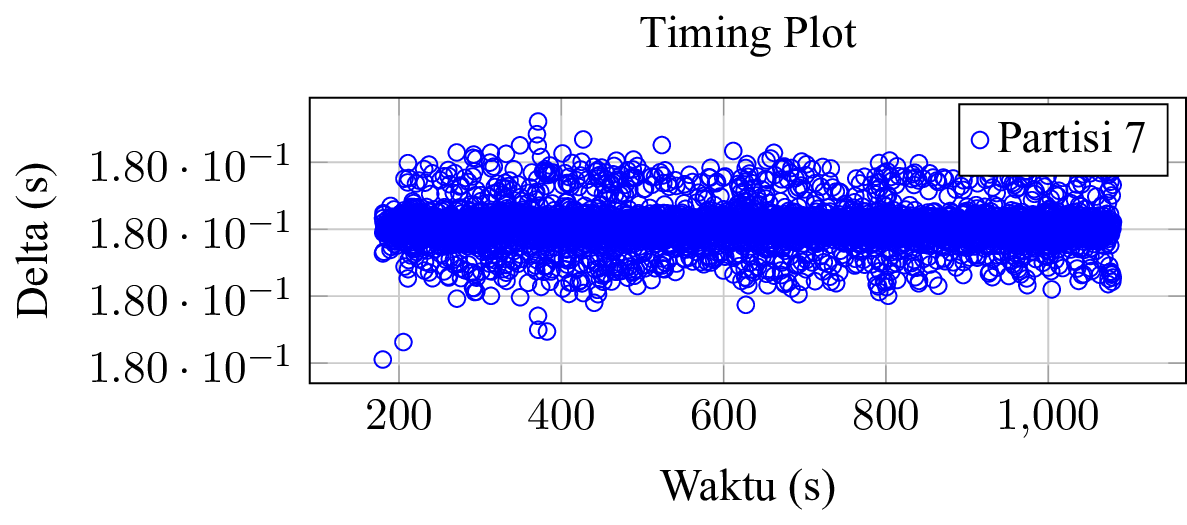 Timing Plot
Partisi 7
Delta (s)
1.80 · 10⁻¹
1.80 · 10⁻¹
1.80 · 10⁻¹
1.80 · 10⁻¹
200 400 600 800 1,000
Waktu (s)